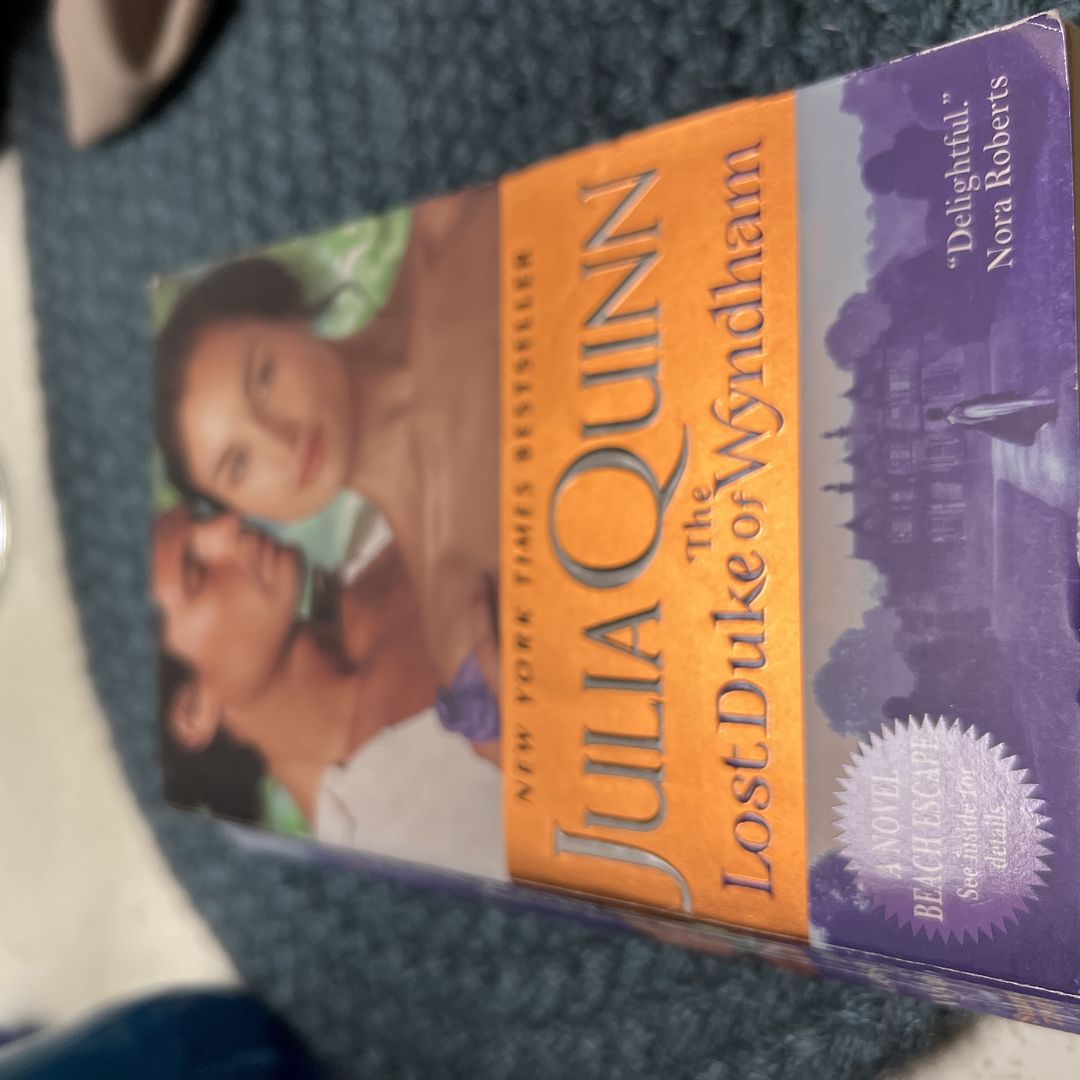 NEW YORK TIMES BESTSELLER
JULIA QUINN
The
Lost Duke of Wyndham
"Delightful."
Nora Roberts
A NOVEL
BEACH ESCAPE
See inside for
details